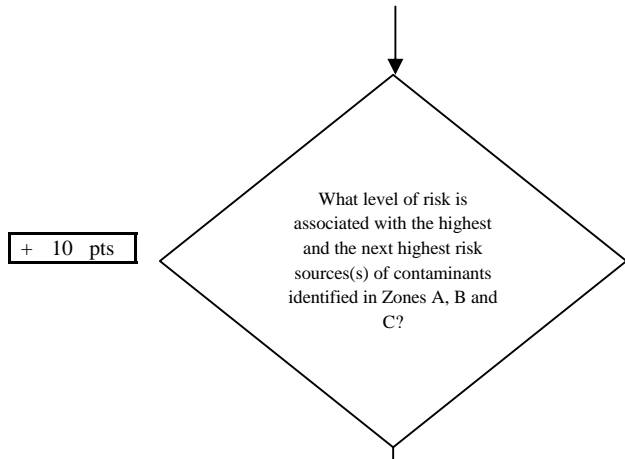 What level of risk is
associated with the highest
and the next highest risk
sources(s) of contaminants
identified in Zones A, B and
C?
+ 10 pts